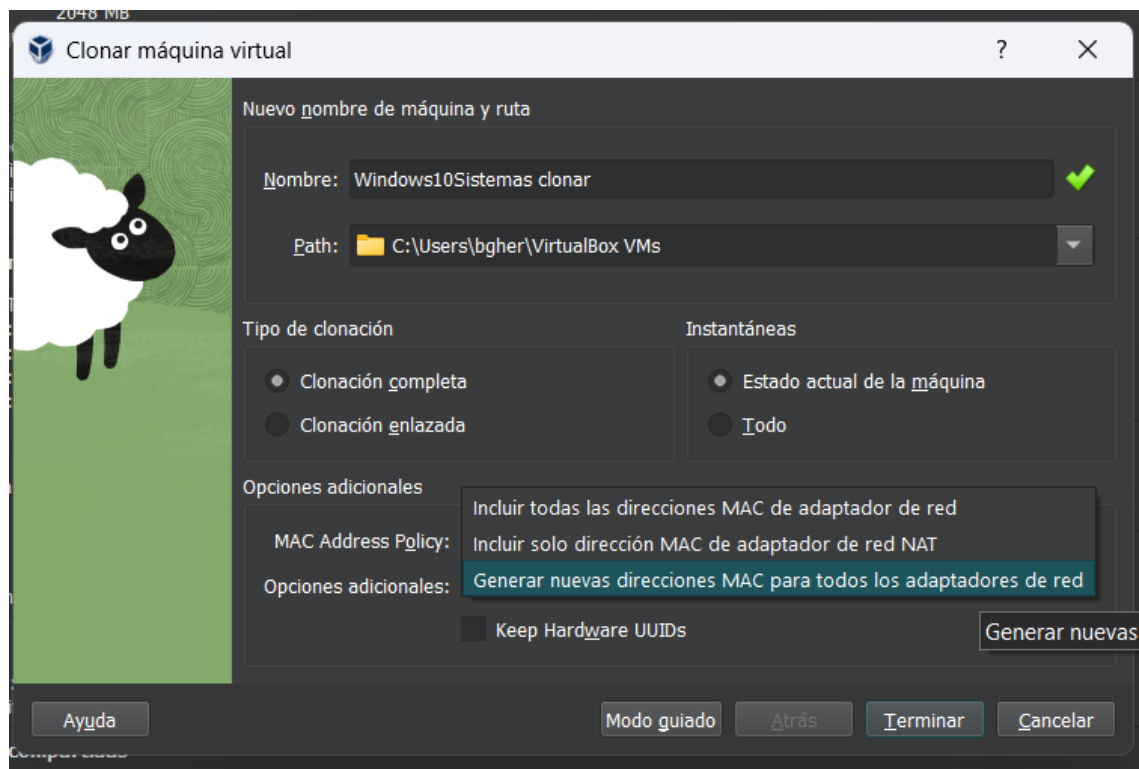 2048 MB
Clonar máquina virtual ?
Nuevo nombre de máquina y ruta
Nombre: Windows10Sistemas clonar
Path: C:\Users\bgher\VirtualBox VMs
Tipo de clonación
Clonación completa
Clonación enlazada
Instantáneas
Estado actual de la máquina
Todo
Opciones adicionales
MAC Address Policy:
Incluir todas las direcciones MAC de adaptador de red
Incluir solo dirección MAC de adaptador de red NAT
Generar nuevas direcciones MAC para todos los adaptadores de red
Opciones adicionales:
Keep Hardware UUIDs
Generar nuevas
Ayuda Modo guiado Atrás Terminar Cancelar